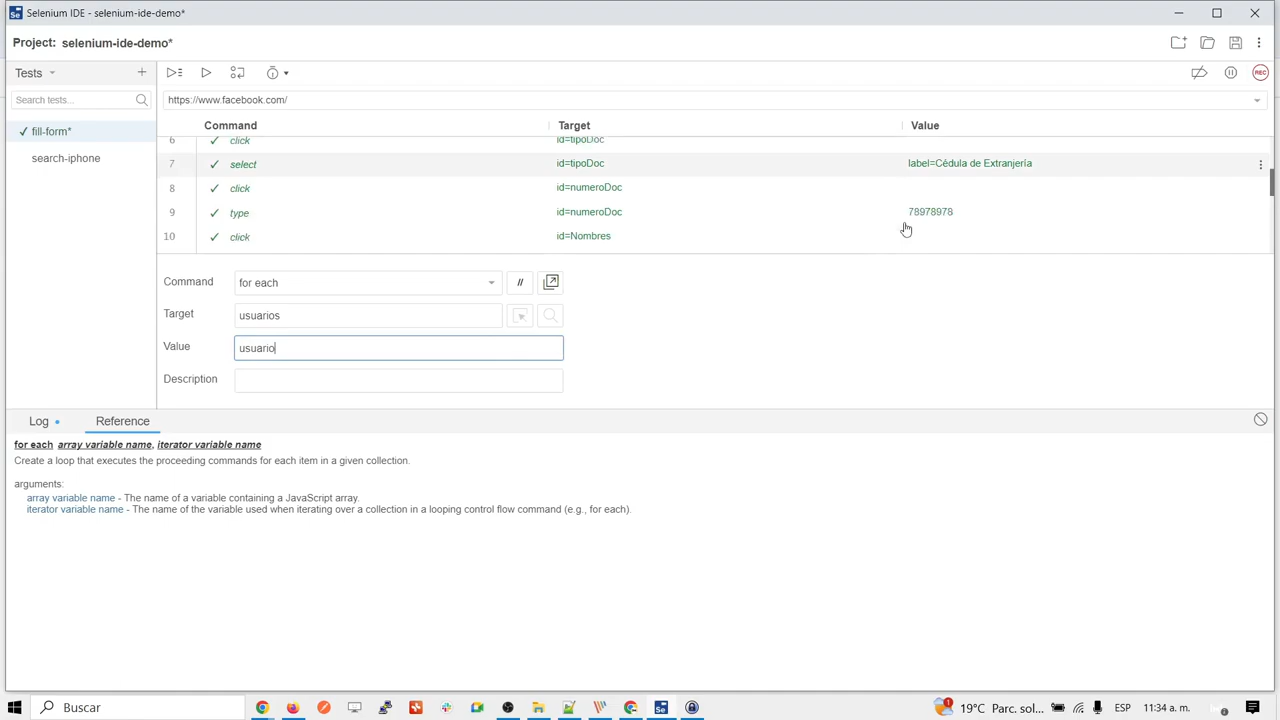 Selenium IDE - selenium-ide-demo*
Project: selenium-ide-demo*
Tests
Search tests...
✓ fill-form*
search-iphone
REC
https://www.facebook.com/
Command Target Value
6 ✓ click id=tipoDoc
7 ✓ select id=tipoDoc label=Cédula de Extranjería
8 ✓ click id=numeroDoc
9 ✓ type id=numeroDoc 78978978
10 ✓ click id=Nombres
Command for each //
Target usuarios
Value usuario
Description
Log Reference
for each array variable name, iterator variable name
Create a loop that executes the proceeding commands for each item in a given collection.
arguments:
array variable name - The name of a variable containing a JavaScript array.
iterator variable name - The name of the variable used when iterating over a collection in a looping control flow command (e.g., for each).
Buscar Se 19°C Parc. sol... ESP 11:34 a. m.